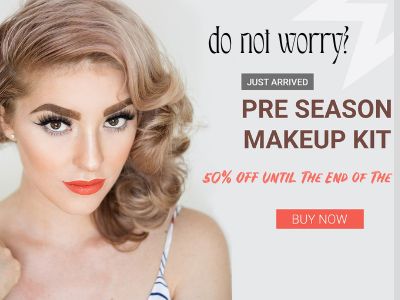 do not worry?
JUST ARRIVED
PRE SEASON
MAKEUP KIT
50% OFF UNTIL THE END OF THE
BUY NOW